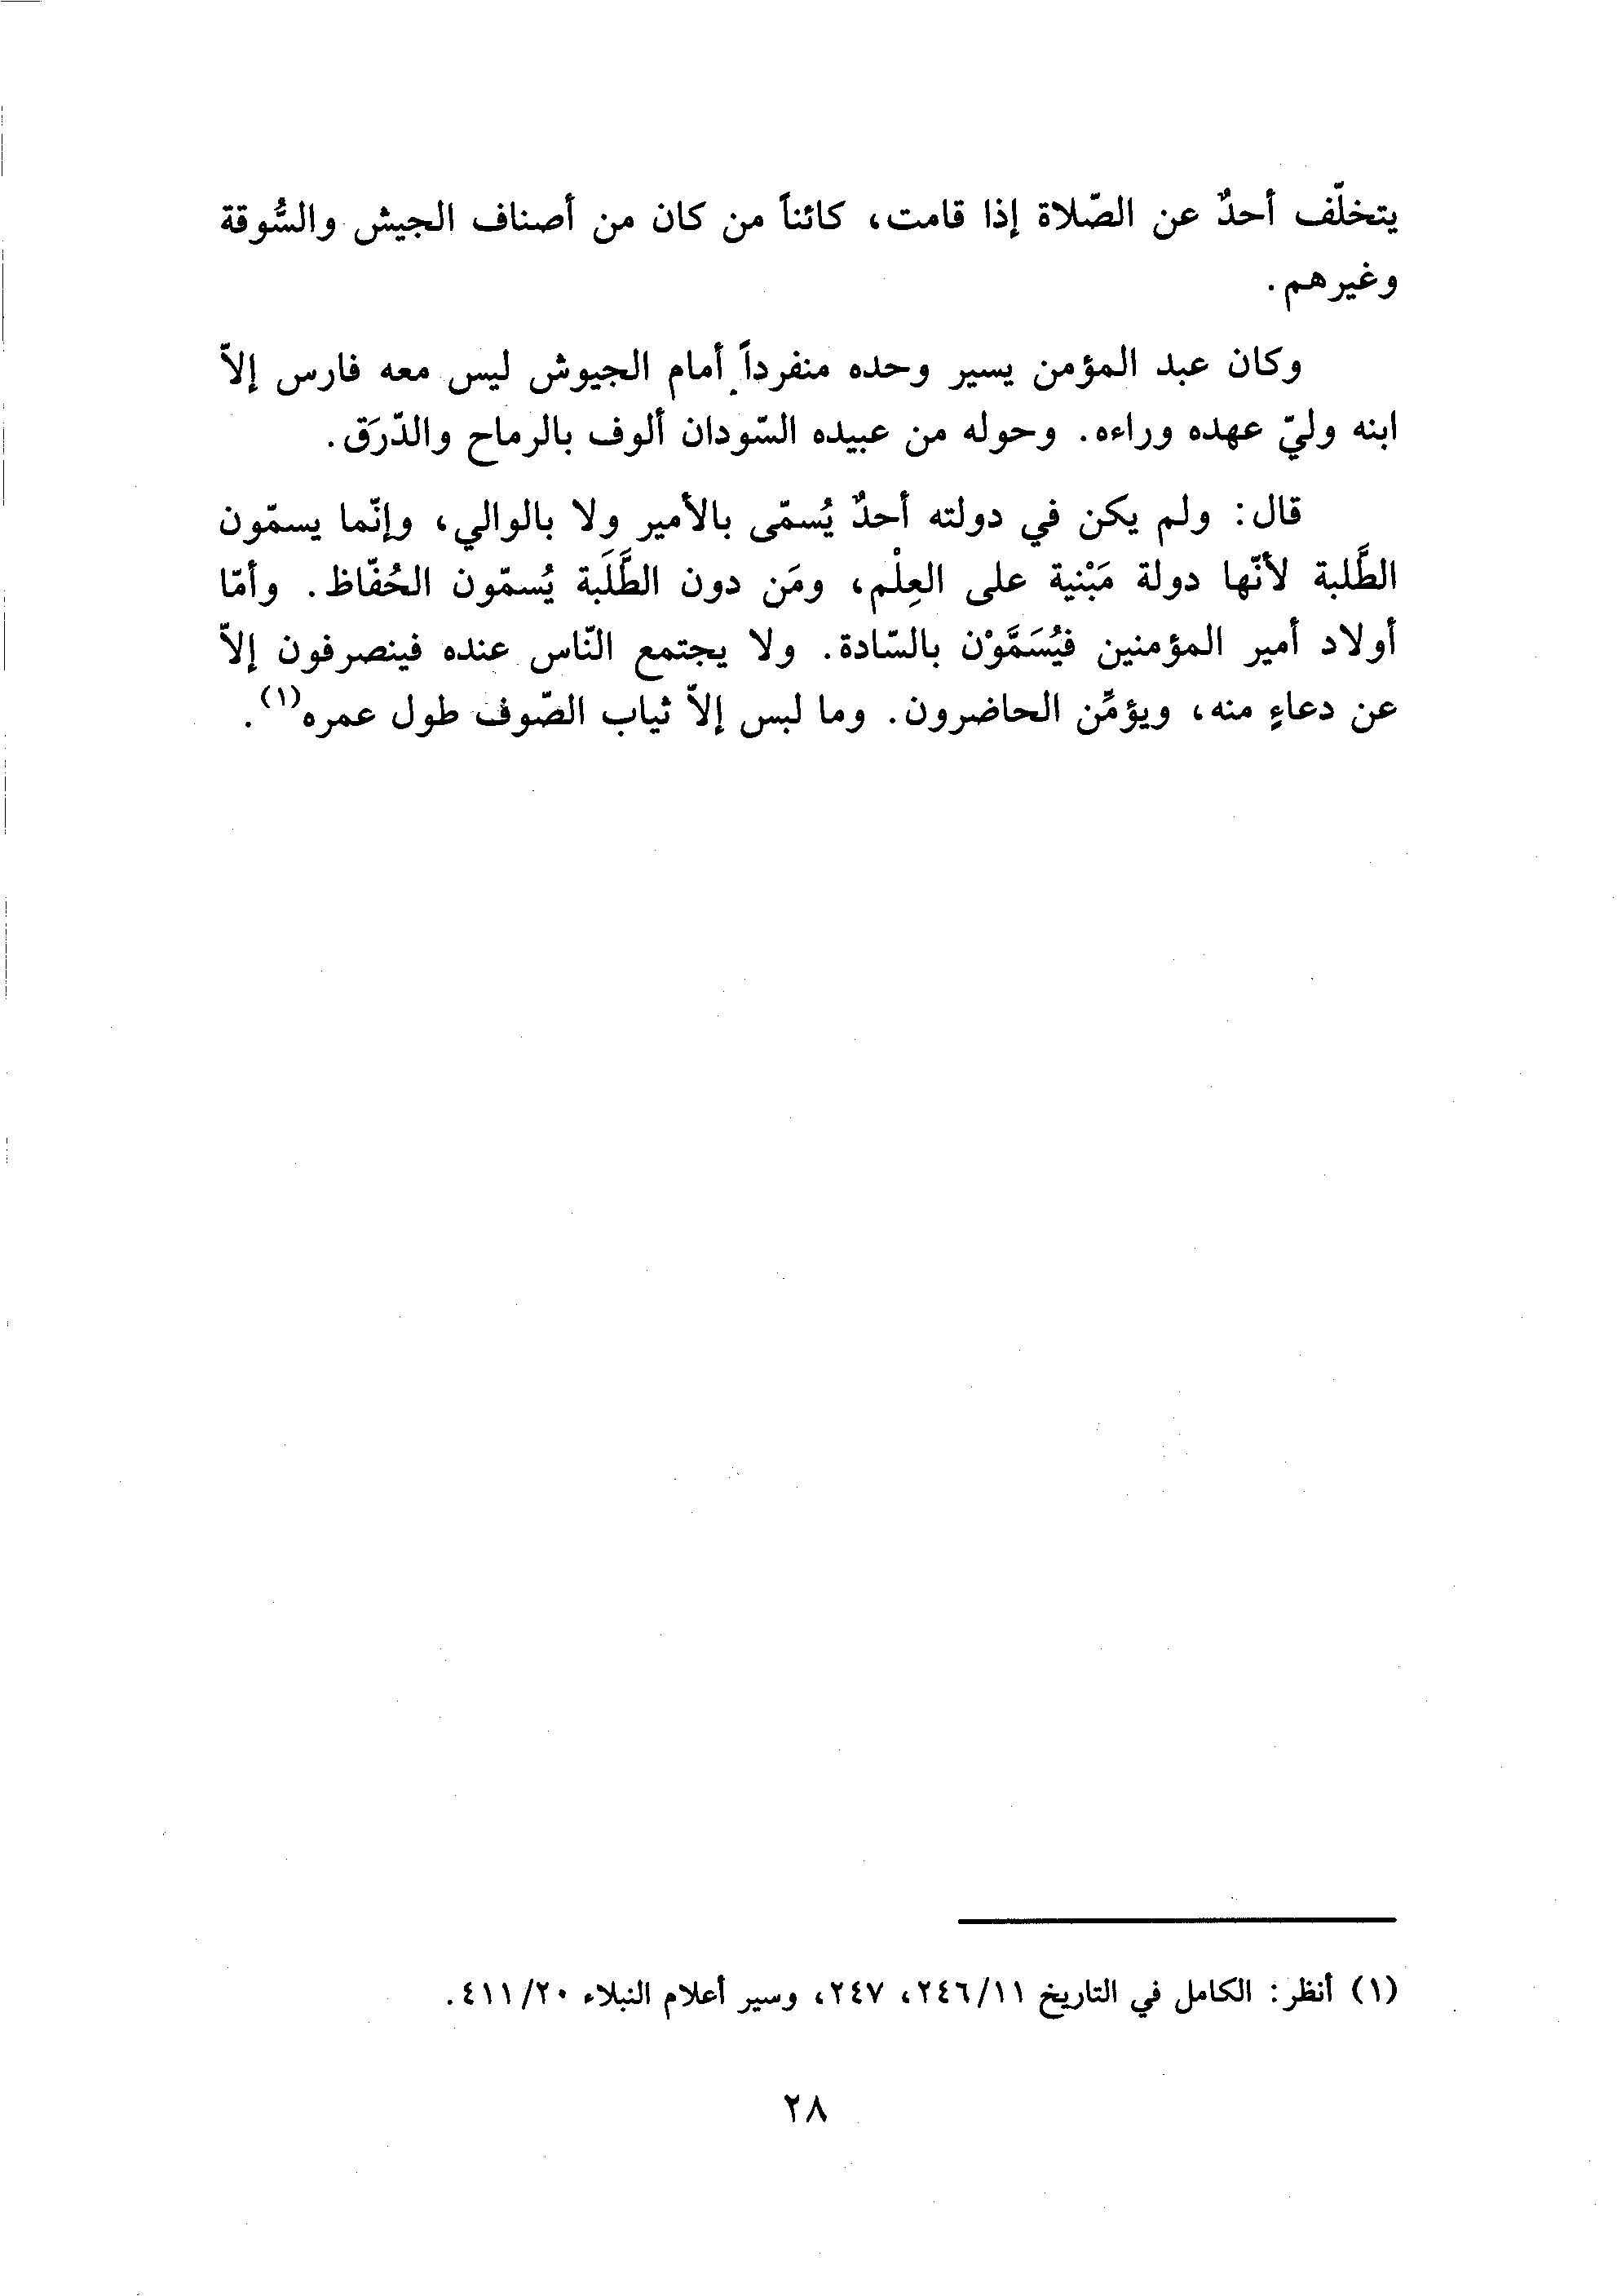 يتخلّف أحدٌ عن الصّلاة إذا قامت، كائناً من كان من أصناف الجيش والسُّوقة
وغيرهم.
وكان عبد المؤمن يسير وحده منفرداً أمام الجيوش ليس معه فارس إلاّ
ابنه وليّ عهده وراءه. وحوله من عبيده السّودان ألوف بالرماح والدّرَق.
قال: ولم يكن في دولته أحدٌ يُسمّى بالأمير ولا بالوالي، وإنّما يسمّون
الطَّلبة لأنّها دولة مَبْنية على العِلْم، ومَن دون الطَّلَبة يُسمّون الحُفّاظ. وأمّا
أولاد أمير المؤمنين فيُسَمَّوْن بالسّادة. ولا يجتمع النّاس عنده فينصرفون إلاّ
عن دعاءٍ منه، ويؤمِّن الحاضرون. وما لبس إلاّ ثياب الصّوف طول عمره(١).
(١) أنظر: الكامل في التاريخ ٢٤٦/١١، ٢٤٧، وسير أعلام النبلاء ٤١١/٢٠.
٢٨